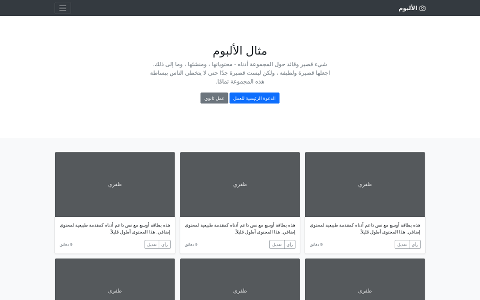 الألبوم
مثال الألبوم
شيء قصير وقائد حول المجموعة أدناه - محتوياتها ، ومنشئها ، وما إلى ذلك.
اجعلها قصيرة ولطيفة ، ولكن ليست قصيرة جدًا حتى لا يتخطى الناس ببساطة
هذه المجموعة تمامًا.
الدعوة الرئيسية للعمل عمل ثانوي
ظفري ظفري ظفري
هذه بطاقة أوسع مع نص داعم أدناه كمقدمة طبيعية لمحتوى
إضافي. هذا المحتوى أطول قليلاً.
رأي تعديل 9 دقائق
هذه بطاقة أوسع مع نص داعم أدناه كمقدمة طبيعية لمحتوى
إضافي. هذا المحتوى أطول قليلاً.
رأي تعديل 9 دقائق
هذه بطاقة أوسع مع نص داعم أدناه كمقدمة طبيعية لمحتوى
إضافي. هذا المحتوى أطول قليلاً.
رأي تعديل 9 دقائق
ظفري ظفري ظفري